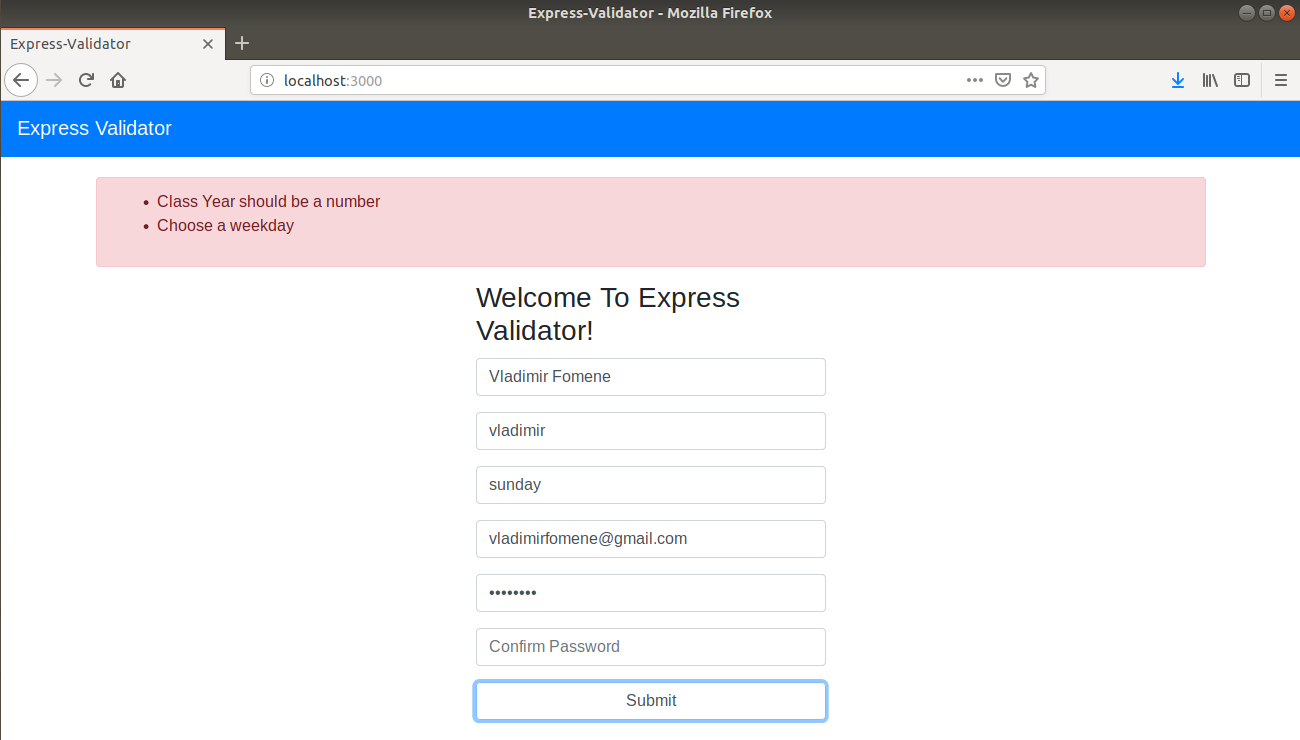 Express-Validator - Mozilla Firefox
Express-Validator
localhost:3000
Express Validator
Class Year should be a number
Choose a weekday
Welcome To Express
Validator!
Vladimir Fomene
vladimir
sunday
vladimirfomene@gmail.com
••••••••
Confirm Password
Submit